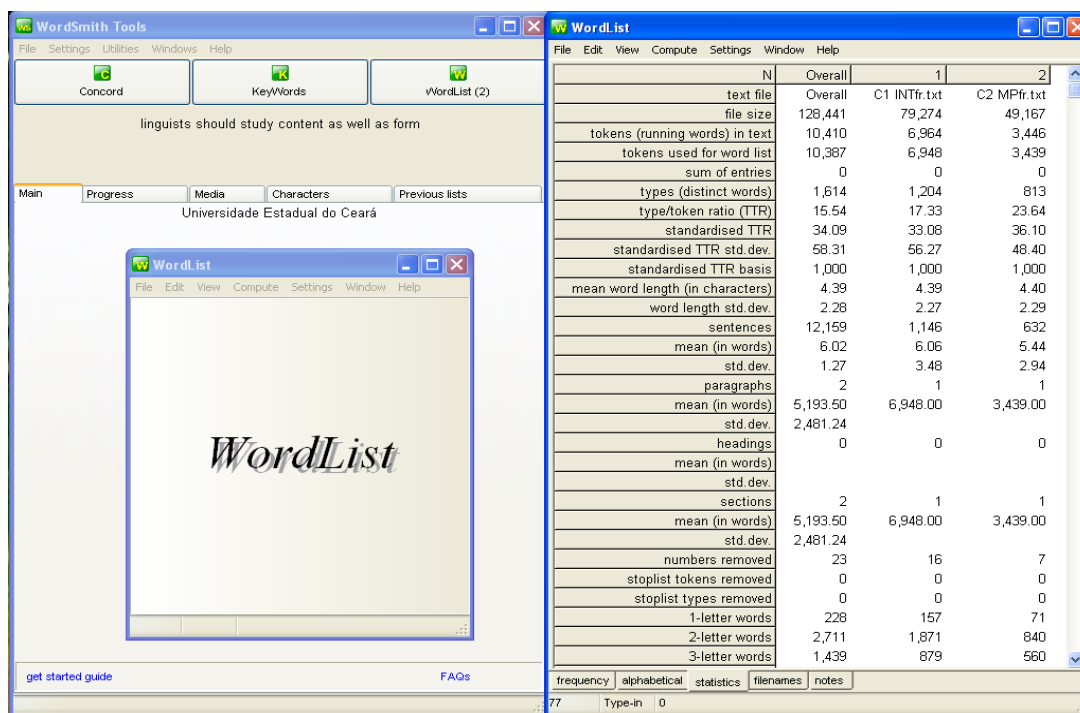 WordSmith Tools
File Settings Utilities Windows Help
Concord KeyWords WordList (2)
linguists should study content as well as form
Main Progress Media Characters Previous lists
Universidade Estadual do Ceará
WordList
File Edit View Compute Settings Window Help
WordList
get started guide FAQs
WordList
File Edit View Compute Settings Window Help
N Overall 1 2
text file Overall C1 INTfr.txt C2 MPfr.txt
file size 128,441 79,274 49,167
tokens (running words) in text 10,410 6,964 3,446
tokens used for word list 10,387 6,948 3,439
sum of entries 0 0 0
types (distinct words) 1,614 1,204 813
type/token ratio (TTR) 15.54 17.33 23.64
standardised TTR 34.09 33.08 36.10
standardised TTR std.dev. 58.31 56.27 48.40
standardised TTR basis 1,000 1,000 1,000
mean word length (in characters) 4.39 4.39 4.40
word length std.dev. 2.28 2.27 2.29
sentences 12,159 1,146 632
mean (in words) 6.02 6.06 5.44
std.dev. 1.27 3.48 2.94
paragraphs 2 1 1
mean (in words) 5,193.50 6,948.00 3,439.00
std.dev. 2,481.24
headings 0 0 0
mean (in words)
std.dev.
sections 2 1 1
mean (in words) 5,193.50 6,948.00 3,439.00
std.dev. 2,481.24
numbers removed 23 16 7
stoplist tokens removed 0 0 0
stoplist types removed 0 0 0
1-letter words 228 157 71
2-letter words 2,711 1,871 840
3-letter words 1,439 879 560
frequency alphabetical statistics filenames notes
77 Type-in 0